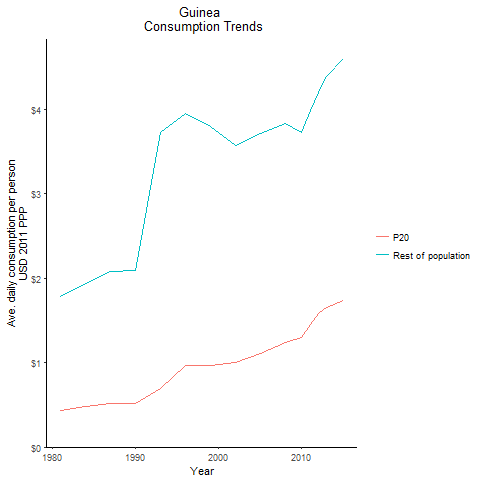 Guinea
Consumption Trends
Ave. daily consumption per person
USD 2011 PPP
$4
$3
$2
$1
$0
1980 1990 2000 2010
Year
P20
Rest of population